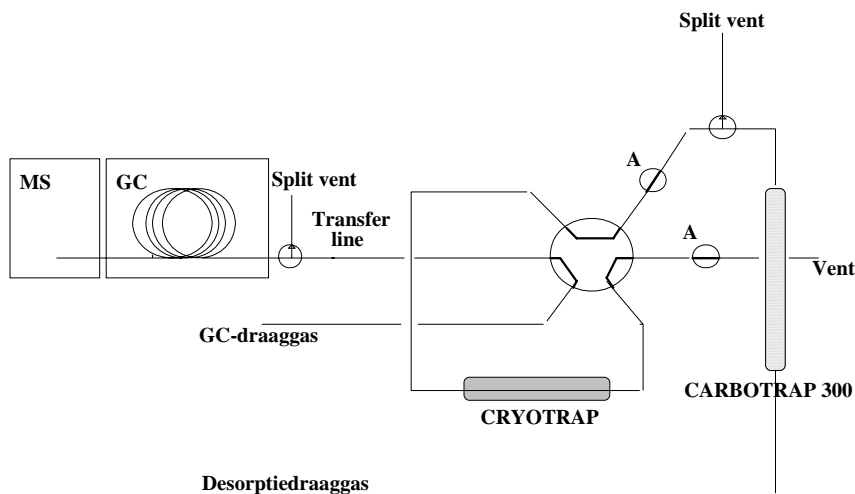 Split vent
A
MS
GC
Split vent
Transfer
line
A
Vent
GC-draaggas
CARBOTRAP 300
CRYOTRAP
Desorptiedraaggas